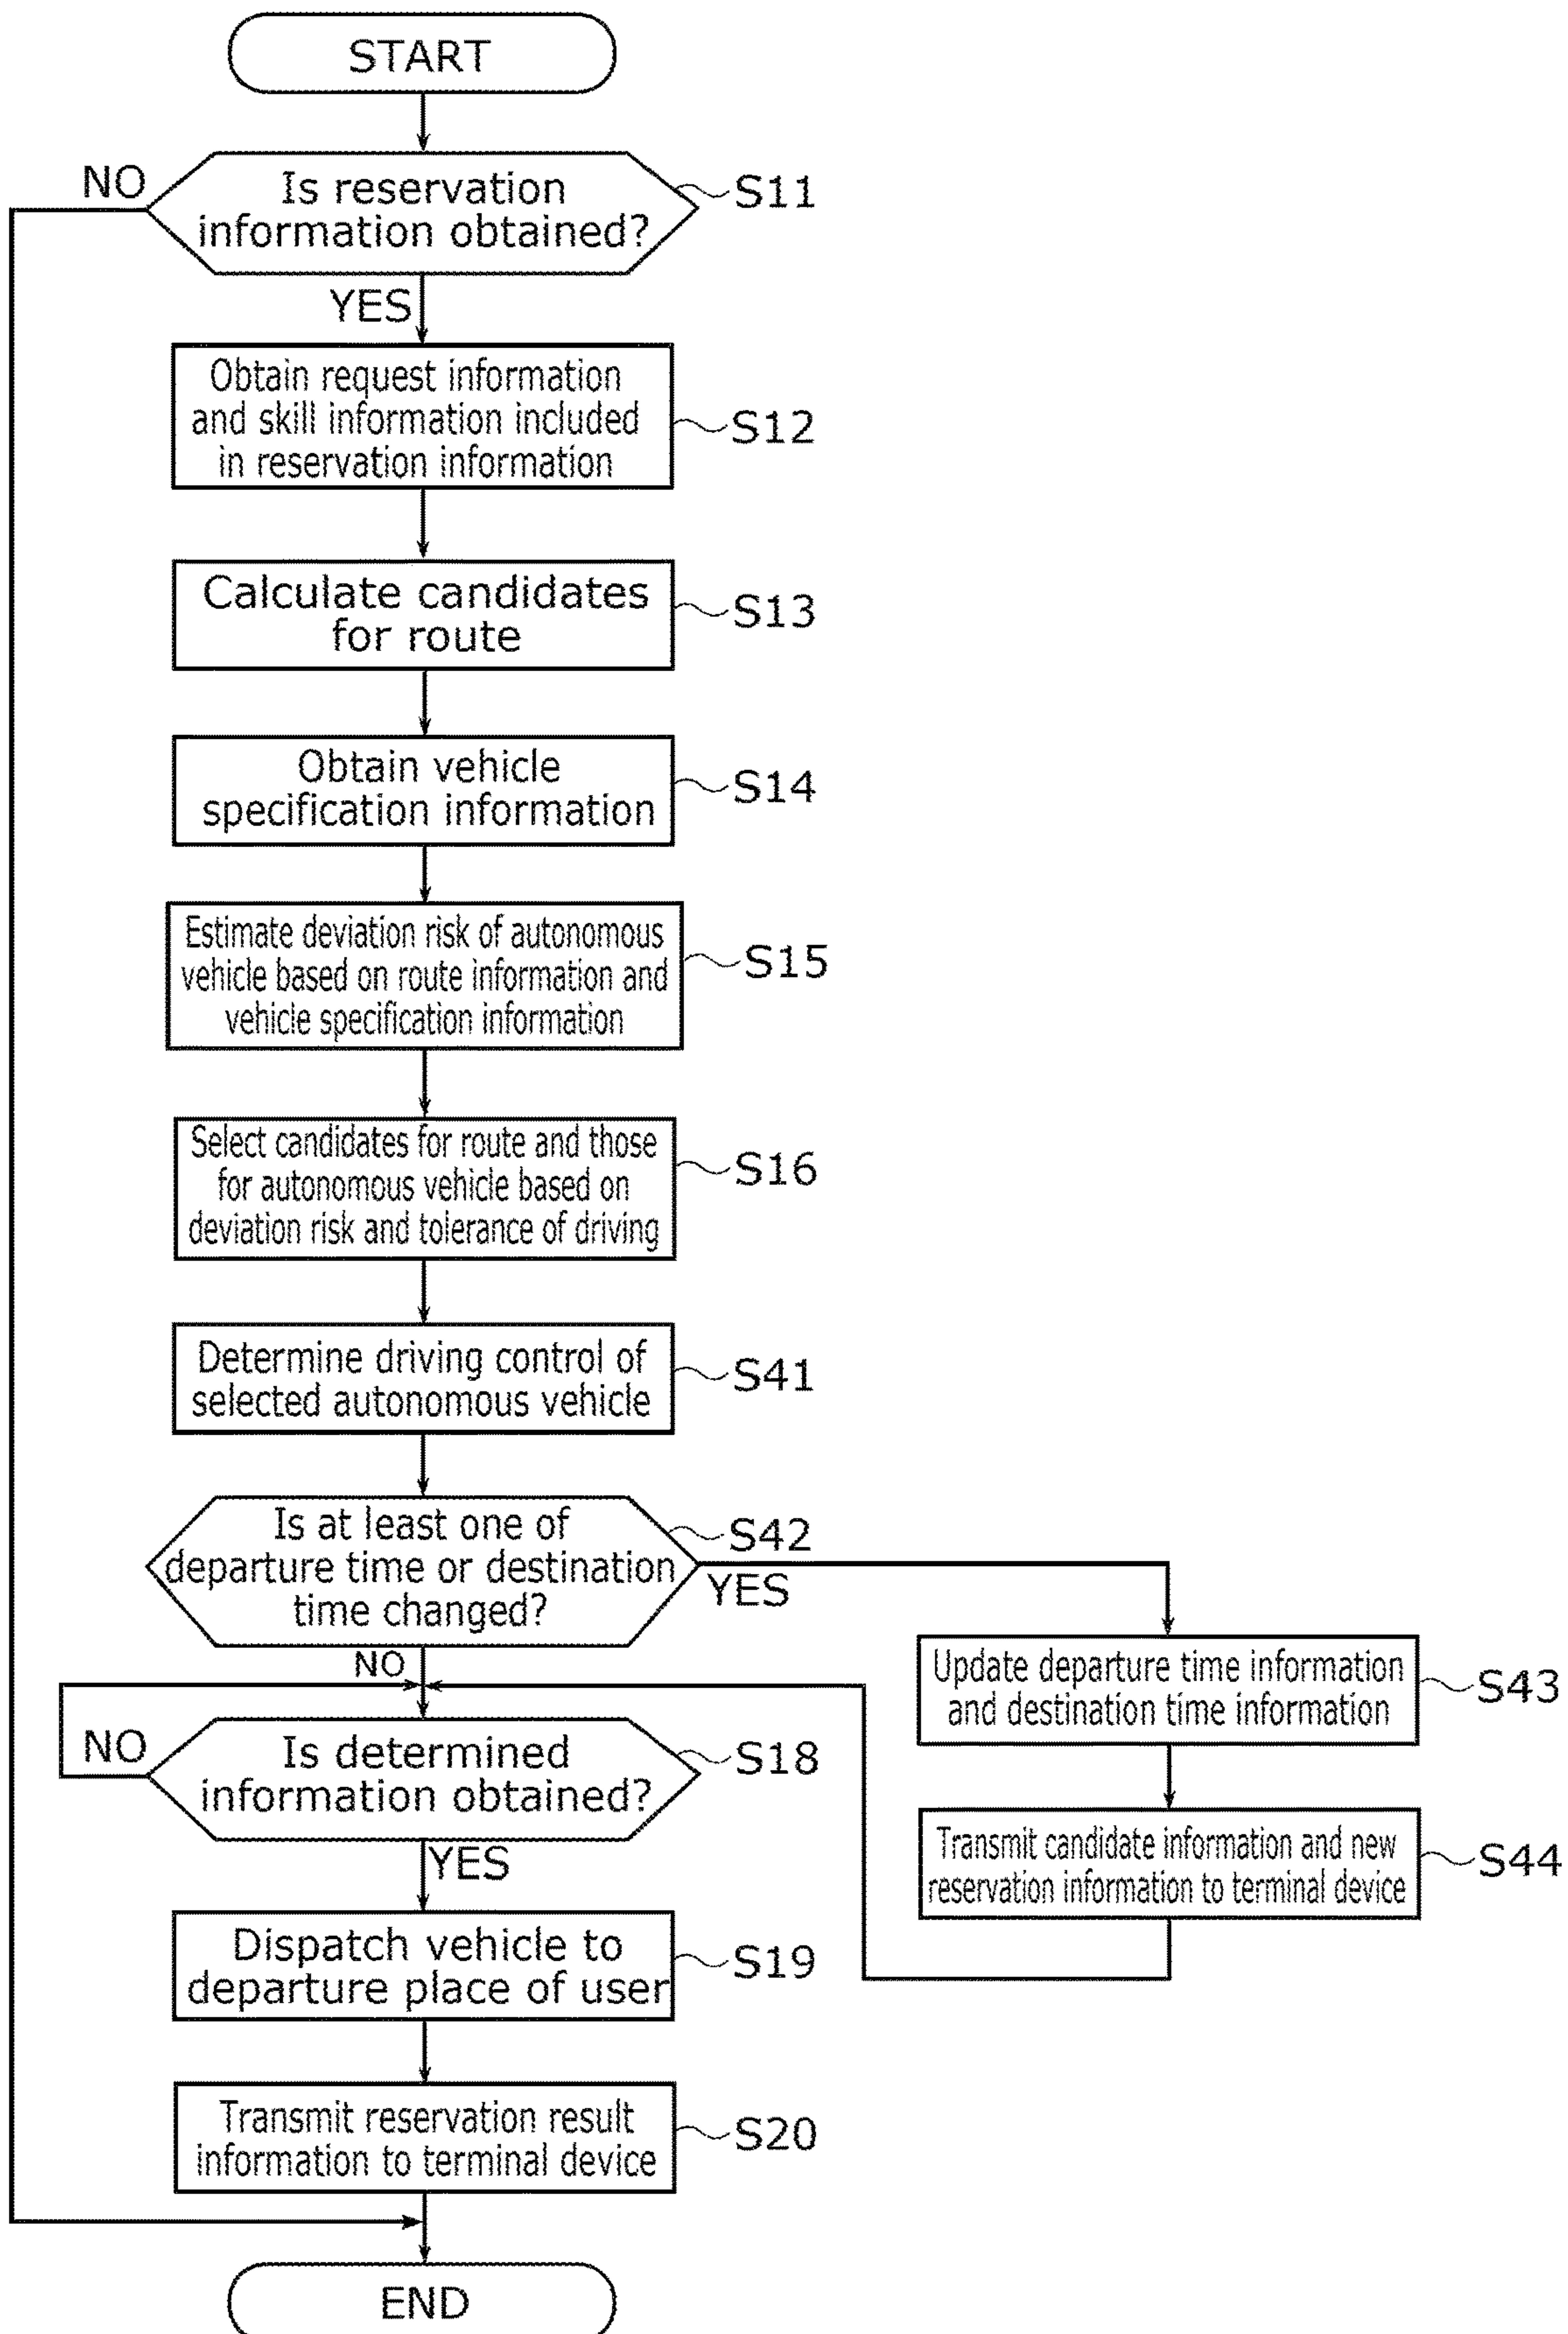 START
NO
Is reservation
information obtained?
S11
YES
Obtain request information
and skill information included
in reservation information
S12
Calculate candidates
for route
S13
Obtain vehicle
specification information
S14
Estimate deviation risk of autonomous
vehicle based on route information and
vehicle specification information
S15
Select candidates for route and those
for autonomous vehicle based on
deviation risk and tolerance of driving
S16
Determine driving control of
selected autonomous vehicle
S41
Is at least one of
departure time or destination
time changed?
S42
YES
NO
Update departure time information
and destination time information
S43
Transmit candidate information and new
reservation information to terminal device
S44
NO
Is determined
information obtained?
S18
YES
Dispatch vehicle to
departure place of user
S19
Transmit reservation result
information to terminal device
S20
END